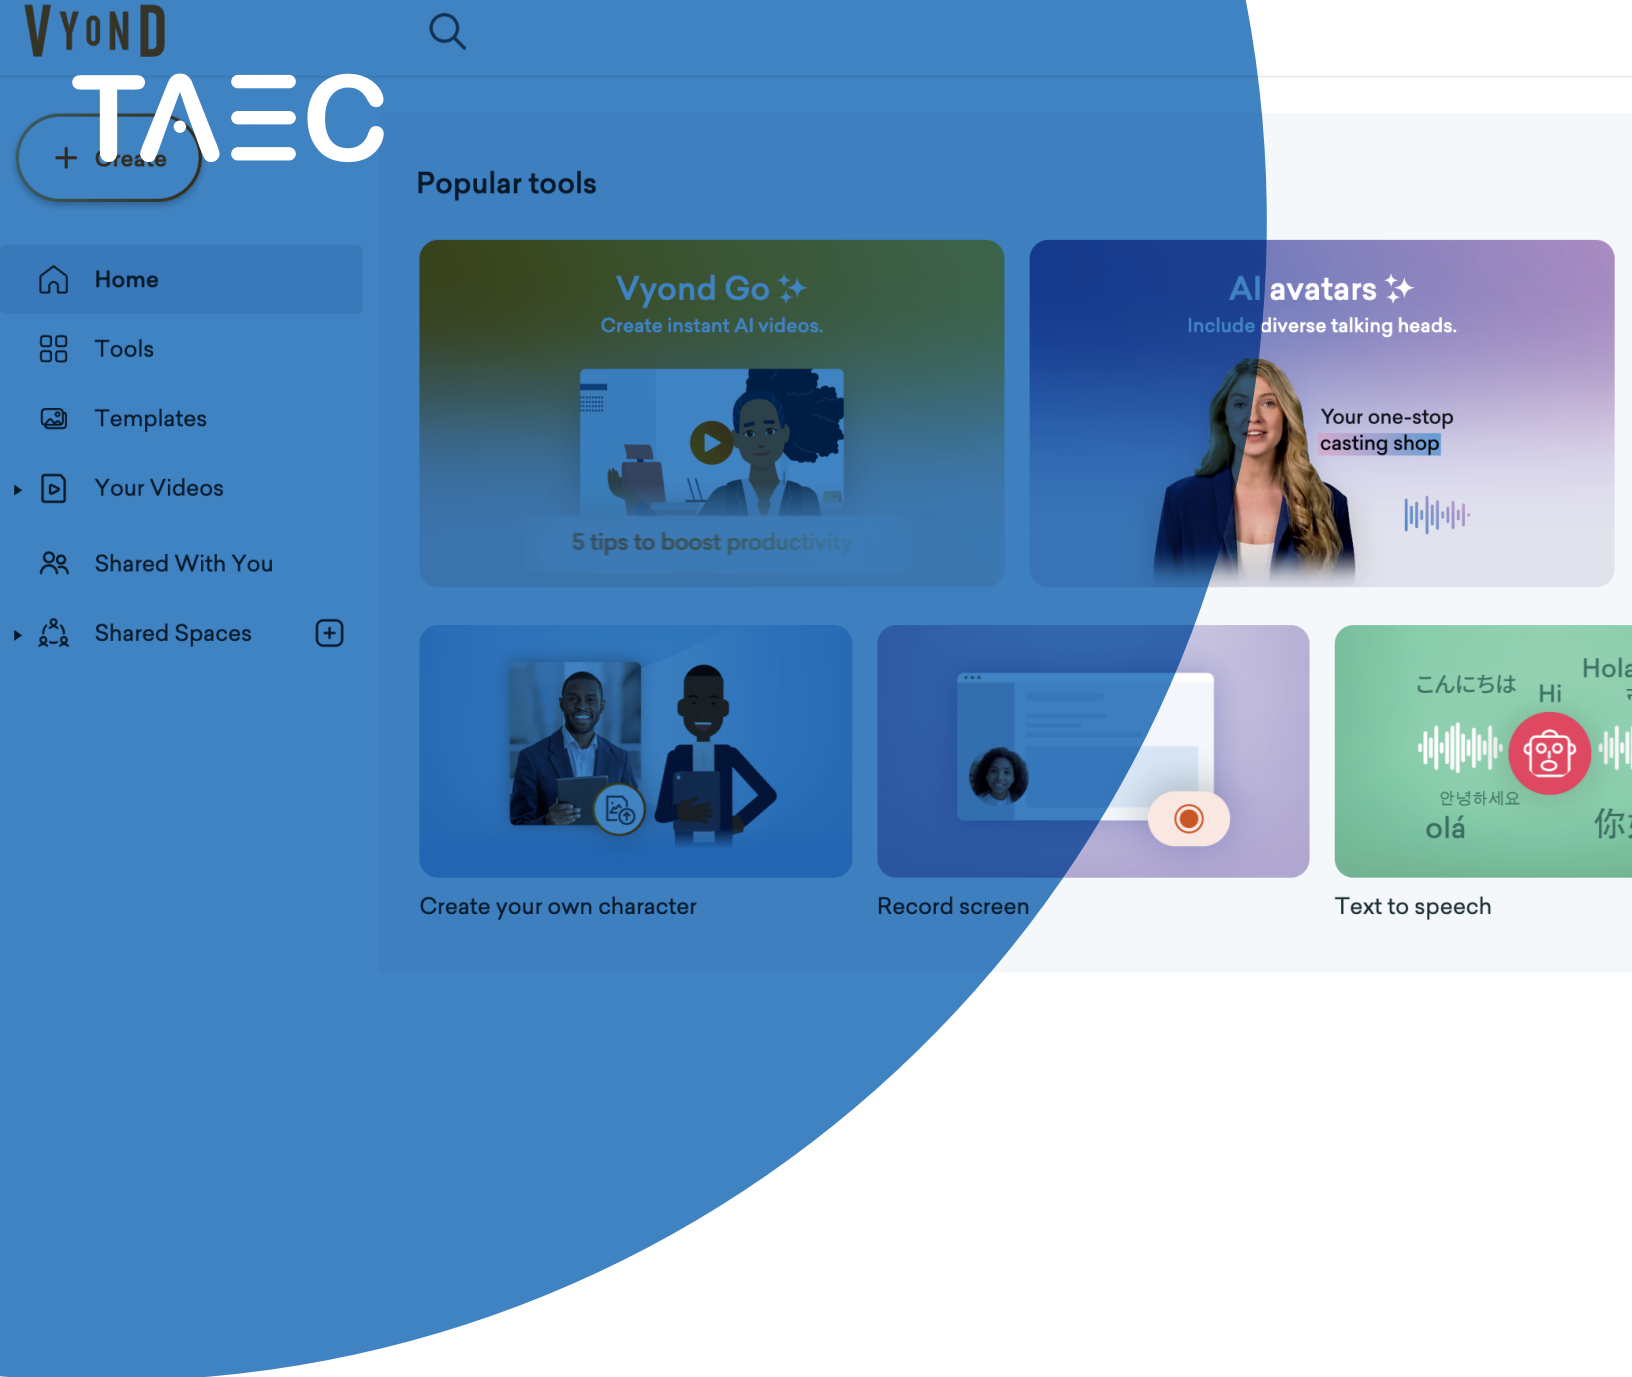 VYOND
TAEC
Create
Popular tools
Home
Tools
Templates
Your Videos
Shared With You
Shared Spaces
Vyond Go
Create instant AI videos.
5 tips to boost productivity
AI avatars
Include diverse talking heads.
Your one-stop
casting shop
Create your own character
Record screen
こんにちは
Hi
Hola
안녕하세요
olá
你
Text to speech